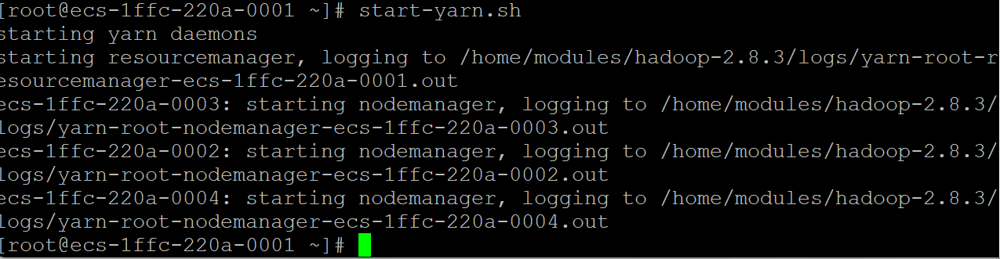 [root@ecs-1ffc-220a-0001 ~]# start-yarn.sh
starting yarn daemons
starting resourcemanager, logging to /home/modules/hadoop-2.8.3/logs/yarn-root-r
esourcemanager-ecs-1ffc-220a-0001.out
ecs-1ffc-220a-0003: starting nodemanager, logging to /home/modules/hadoop-2.8.3/
logs/yarn-root-nodemanager-ecs-1ffc-220a-0003.out
ecs-1ffc-220a-0002: starting nodemanager, logging to /home/modules/hadoop-2.8.3/
logs/yarn-root-nodemanager-ecs-1ffc-220a-0002.out
ecs-1ffc-220a-0004: starting nodemanager, logging to /home/modules/hadoop-2.8.3/
logs/yarn-root-nodemanager-ecs-1ffc-220a-0004.out
[root@ecs-1ffc-220a-0001 ~]#